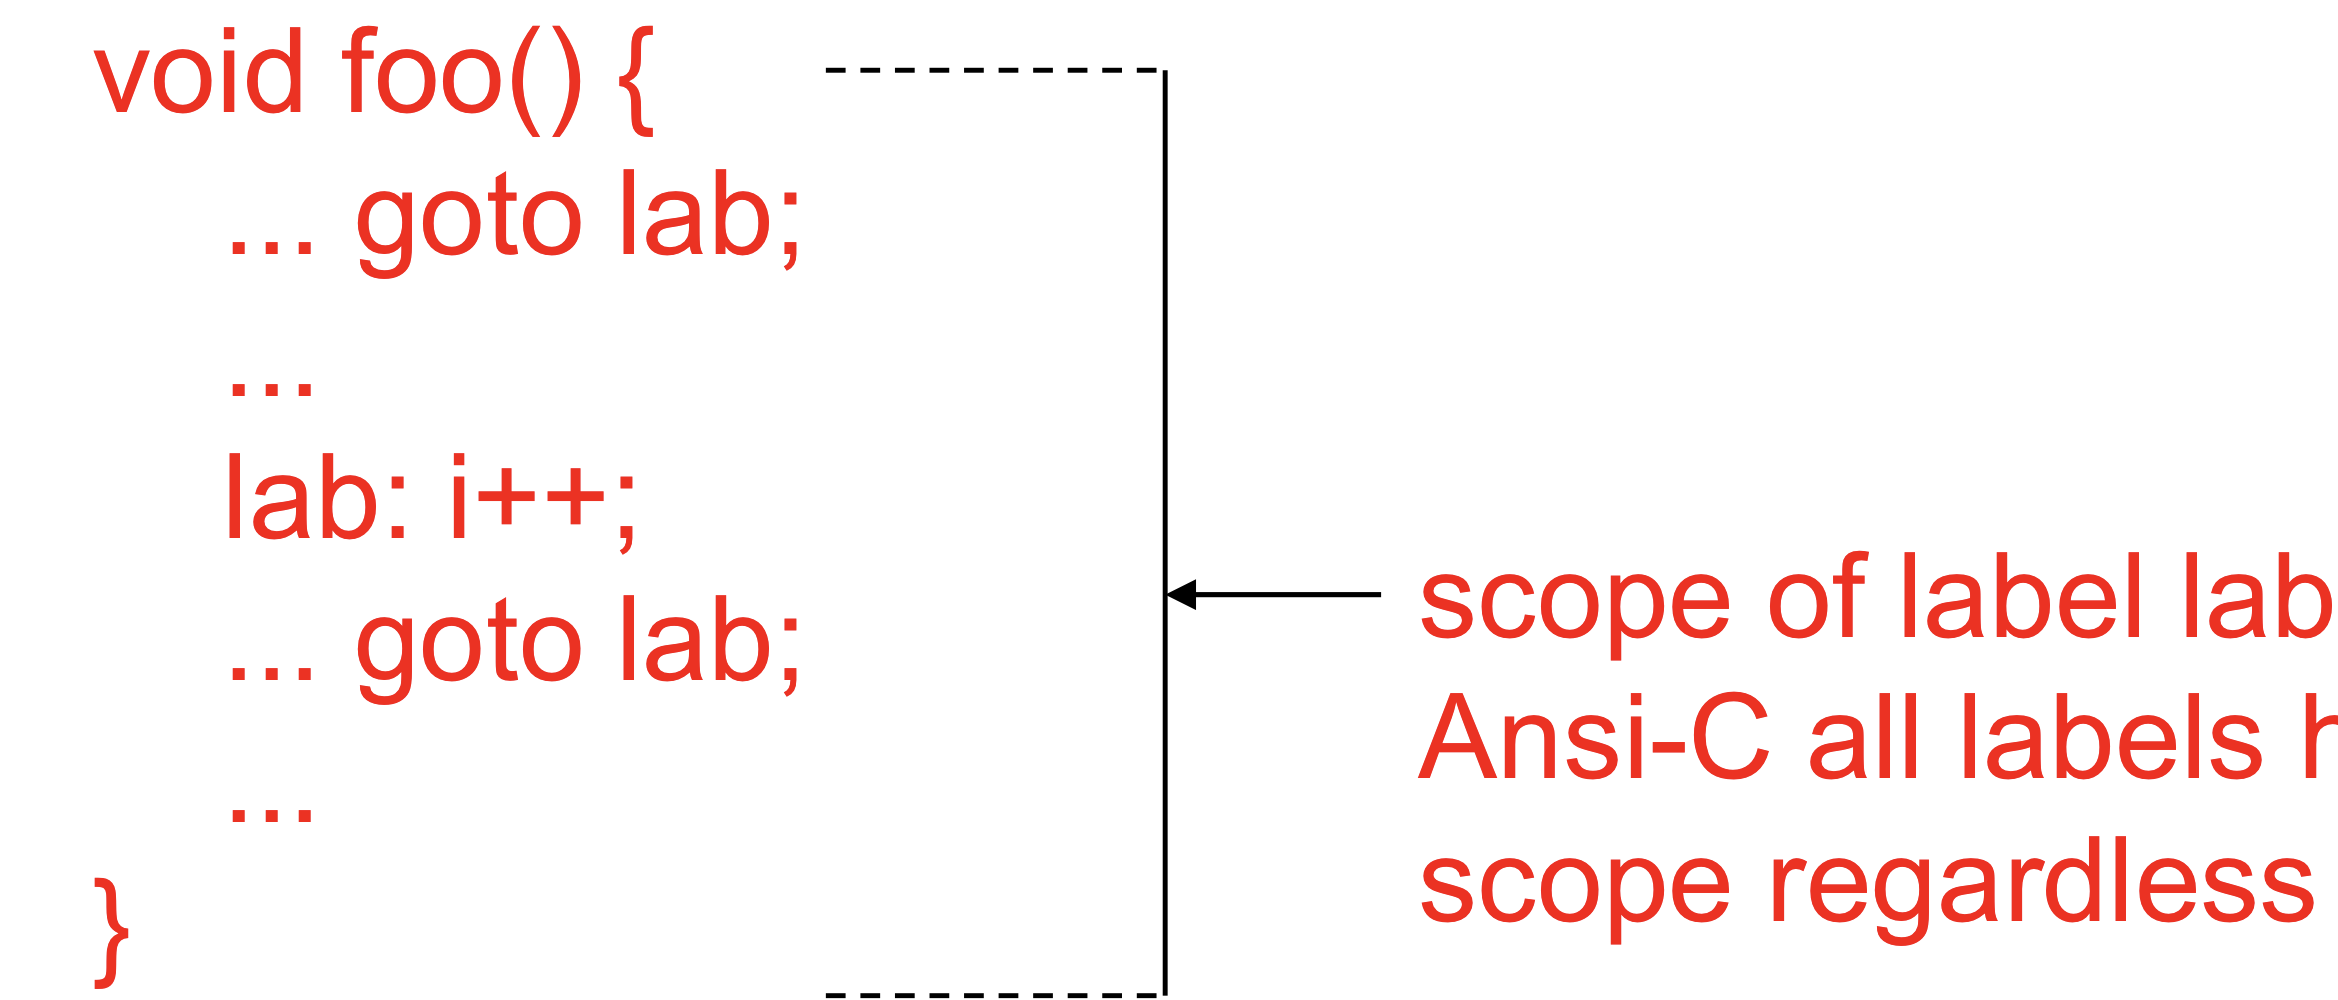 void foo() {
... goto lab;
...
lab: i++;
... goto lab;
...
}
scope of label lab
Ansi-C all labels
scope regardless